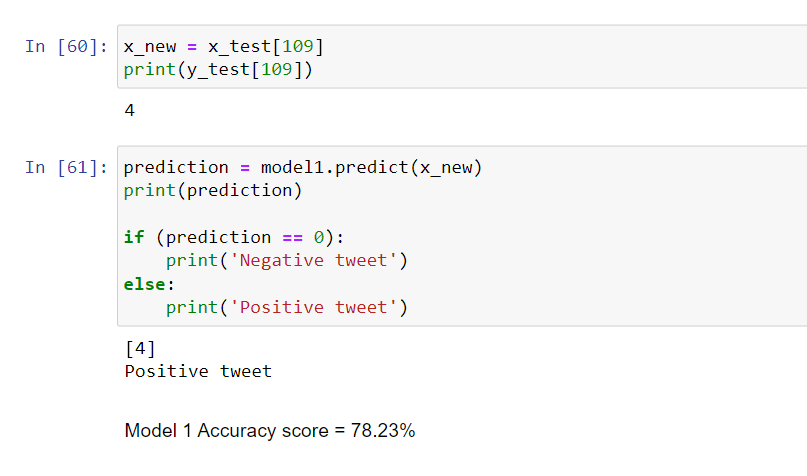 In [60]: x_new = x_test[109]
print(y_test[109])
4
In [61]: prediction = model1.predict(x_new)
print(prediction)
if (prediction == 0):
    print('Negative tweet')
else:
    print('Positive tweet')
[4]
Positive tweet
Model 1 Accuracy score = 78.23%